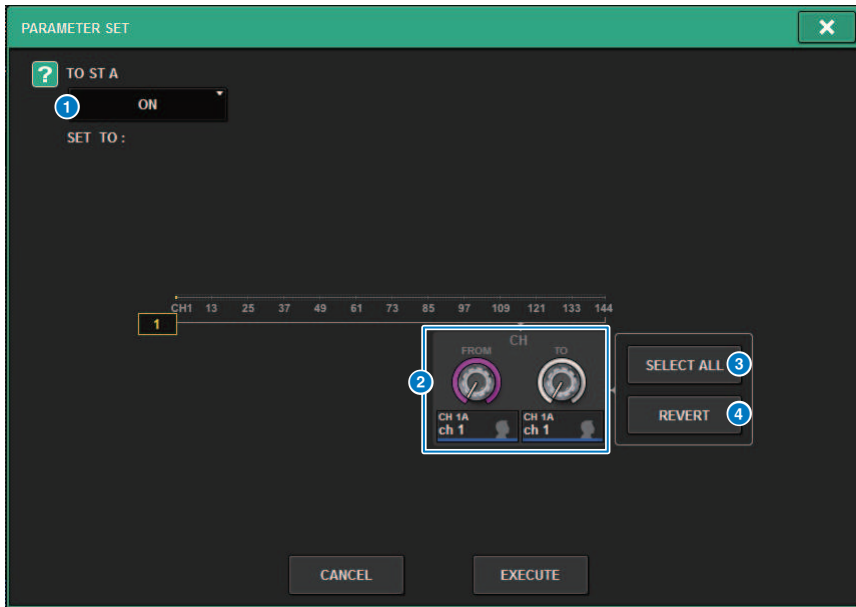 PARAMETER SET
?
TO ST A
1
ON
SET TO :
CH1 13 25 37 49 61 73 85 97 109 121 133 144
1
CH
FROM TO
2
CH 1A
ch 1
CH 1A
ch 1
SELECT ALL 3
REVERT 4
CANCEL
EXECUTE